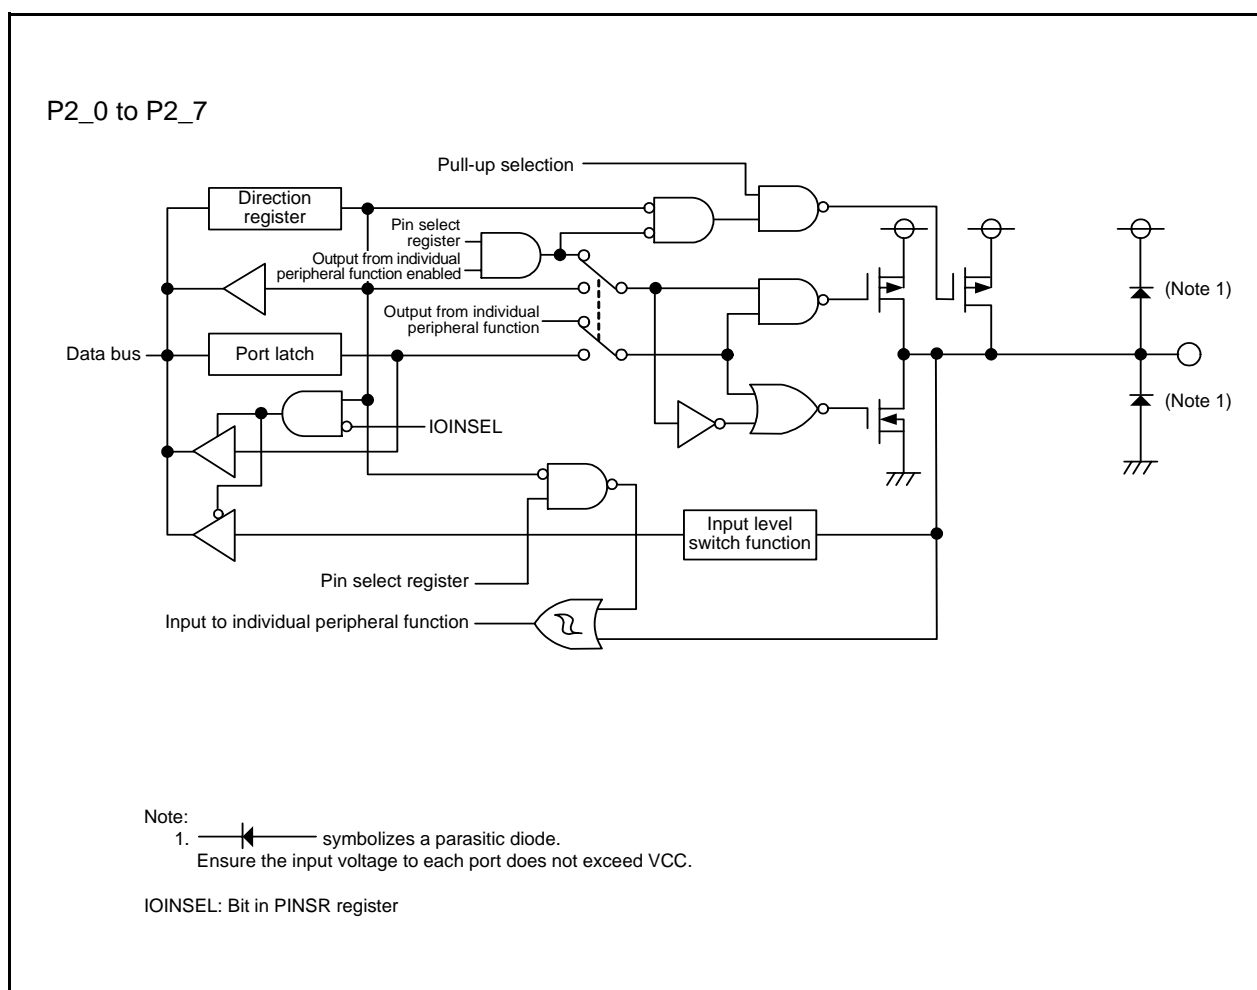 P2_0 to P2_7
Pull-up selection
Direction
register
Pin select
register
Output from individual
peripheral function enabled
(Note 1)
Output from individual
peripheral function
Data bus
Port latch
(Note 1)
IOINSEL
Input level
switch function
Pin select register
Input to individual peripheral function
Note:
1. symbolizes a parasitic diode.
Ensure the input voltage to each port does not exceed VCC.
IOINSEL: Bit in PINSR register